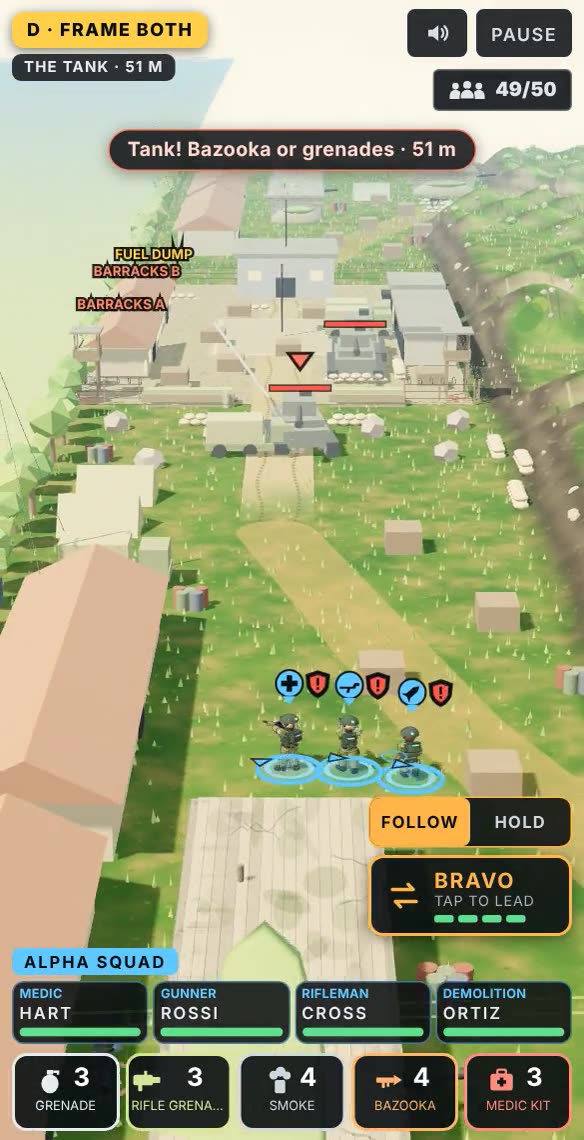 D · FRAME BOTH
PAUSE
THE TANK · 51 M
49/50
Tank! Bazooka or grenades · 51 m
FUEL DUMP
BARRACKS B
BARRACKS A
FOLLOW
HOLD
BRAVO
TAP TO LEAD
ALPHA SQUAD
MEDIC
HART
GUNNER
ROSSI
RIFLEMAN
CROSS
DEMOLITION
ORTIZ
3
GRENADE
3
RIFLE GRENA...
4
SMOKE
4
BAZOOKA
3
MEDIC KIT